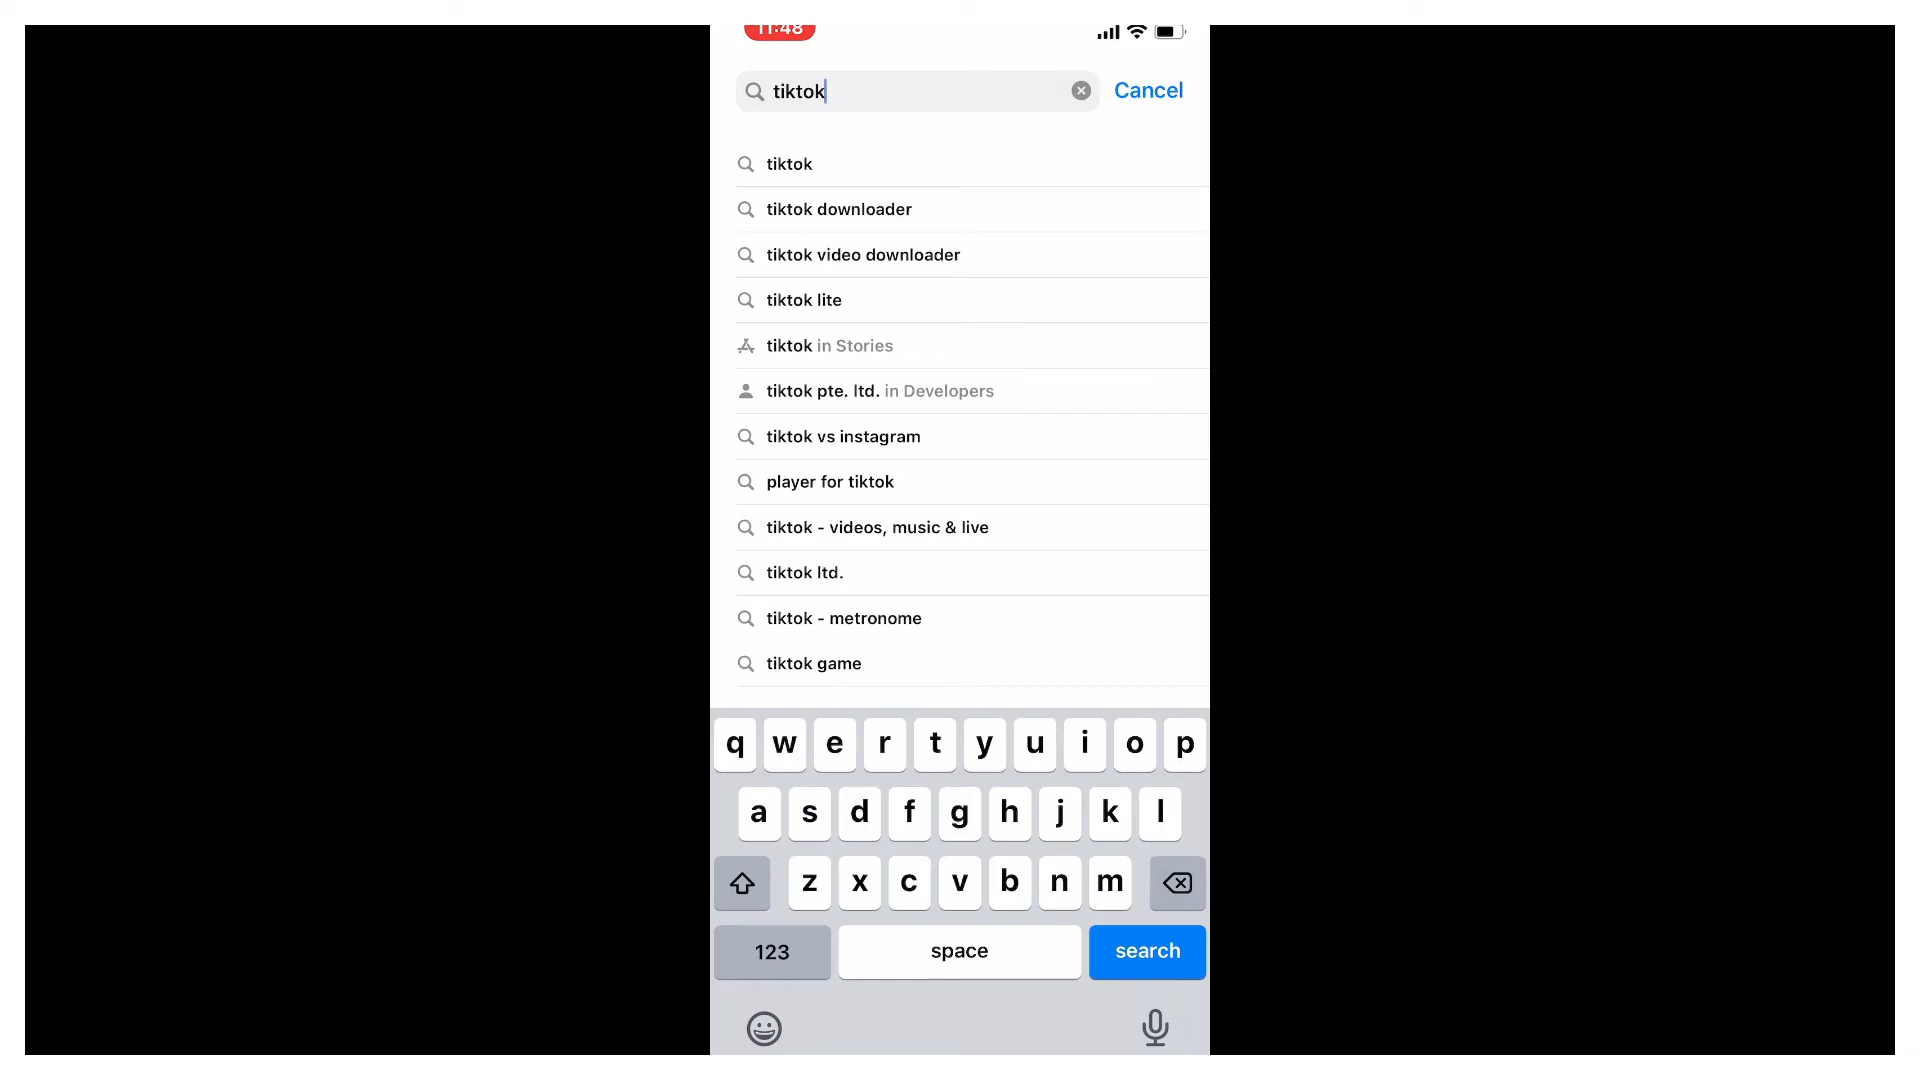 11:48
tiktok
Cancel
tiktok
tiktok downloader
tiktok video downloader
tiktok lite
tiktok in Stories
tiktok pte. ltd. in Developers
tiktok vs instagram
player for tiktok
tiktok - videos, music & live
tiktok ltd.
tiktok - metronome
tiktok game
q w e r t y u i o p
a s d f g h j k l
z x c v b n m
123 space search